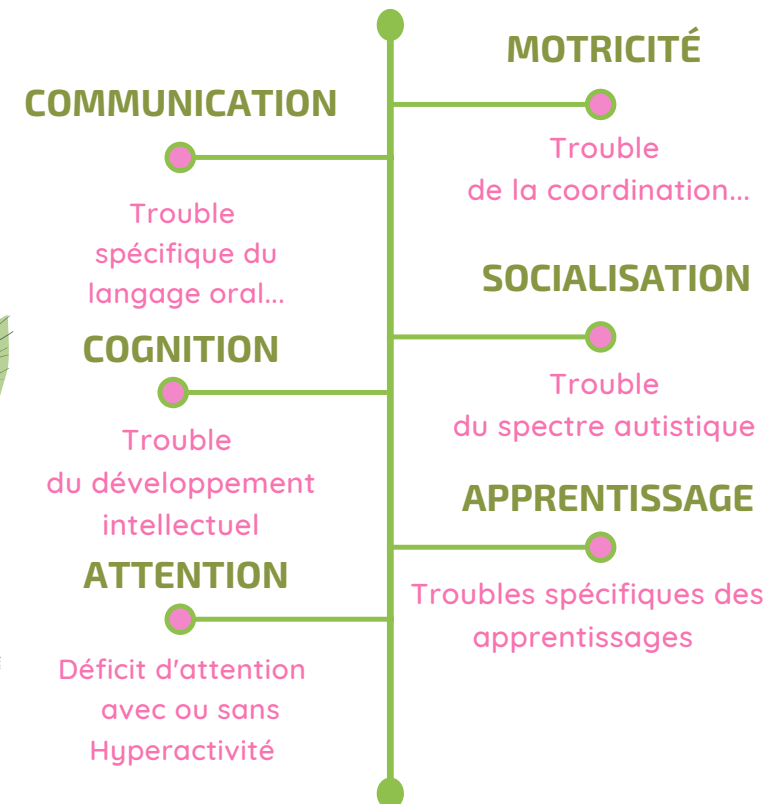 MOTRICITÉ
Trouble
de la coordination...
COMMUNICATION
Trouble
spécifique du
langage oral...
SOCIALISATION
Trouble
du spectre autistique
COGNITION
Trouble
du développement
intellectuel
APPRENTISSAGE
Troubles spécifiques des
apprentissages
ATTENTION
Déficit d'attention
avec ou sans
Hyperactivité